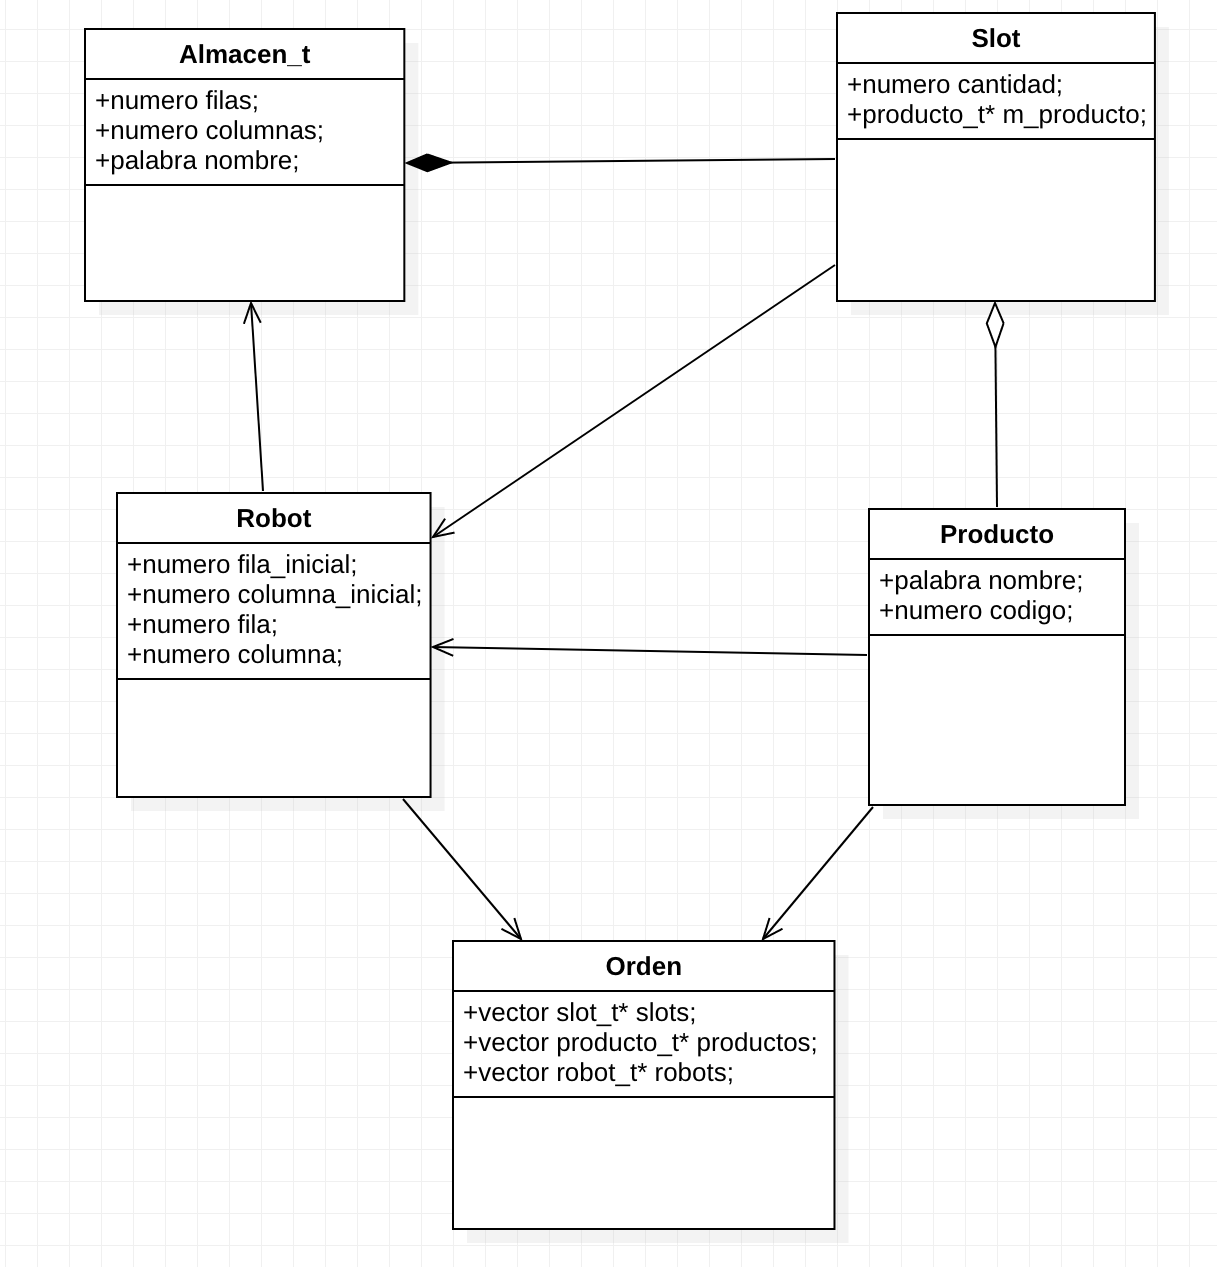 Almacen_t
+numero filas;
+numero columnas;
+palabra nombre;
Slot
+numero cantidad;
+producto_t* m_producto;
Robot
+numero fila_inicial;
+numero columna_inicial;
+numero fila;
+numero columna;
Producto
+palabra nombre;
+numero codigo;
Orden
+vector slot_t* slots;
+vector producto_t* productos;
+vector robot_t* robots;